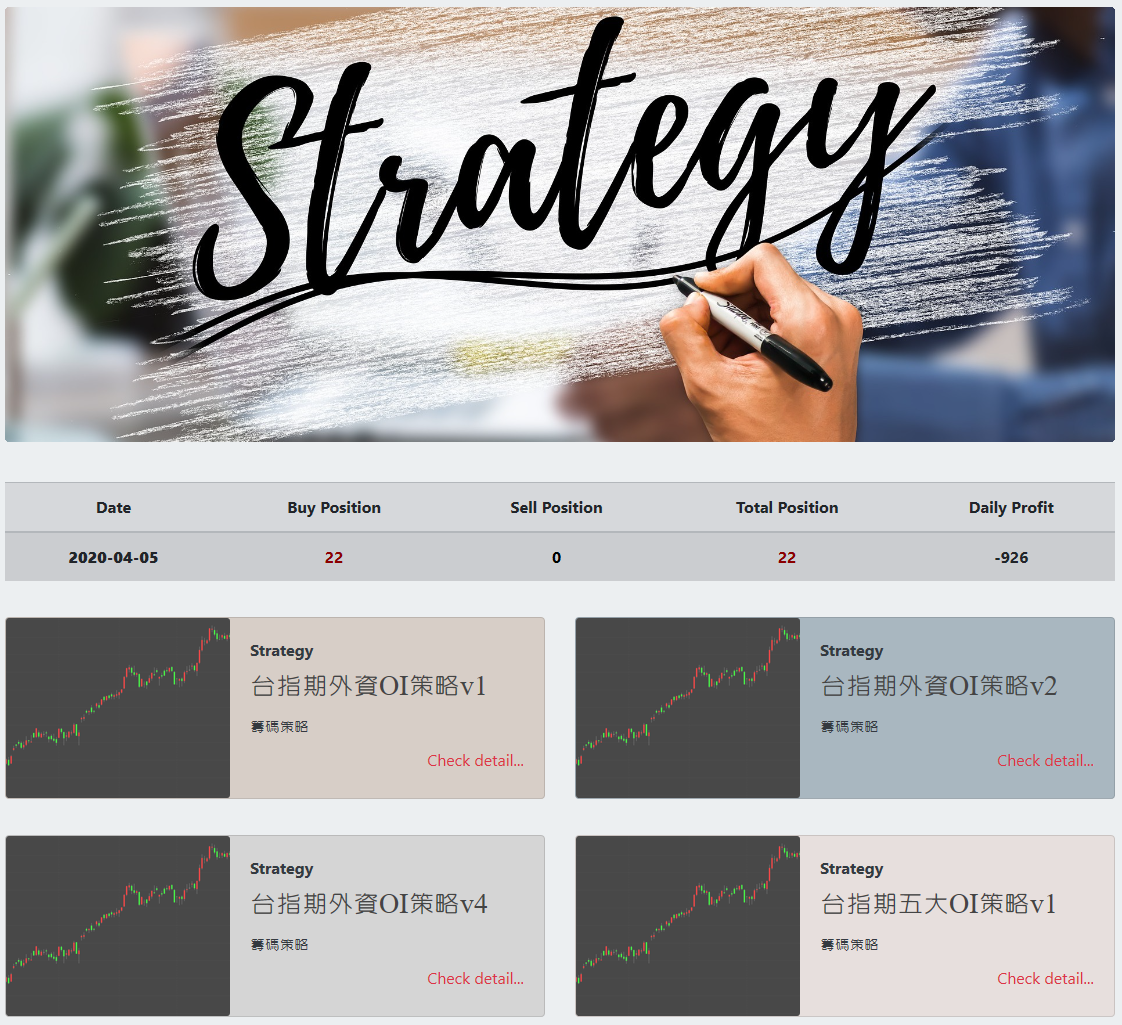 Strategy
Date Buy Position Sell Position Total Position Daily Profit
2020-04-05 22 0 22 -926
Strategy
台指期外資OI策略v1
籌碼策略
Check detail...
Strategy
台指期外資OI策略v2
籌碼策略
Check detail...
Strategy
台指期外資OI策略v4
籌碼策略
Check detail...
Strategy
台指期五大OI策略v1
籌碼策略
Check detail...